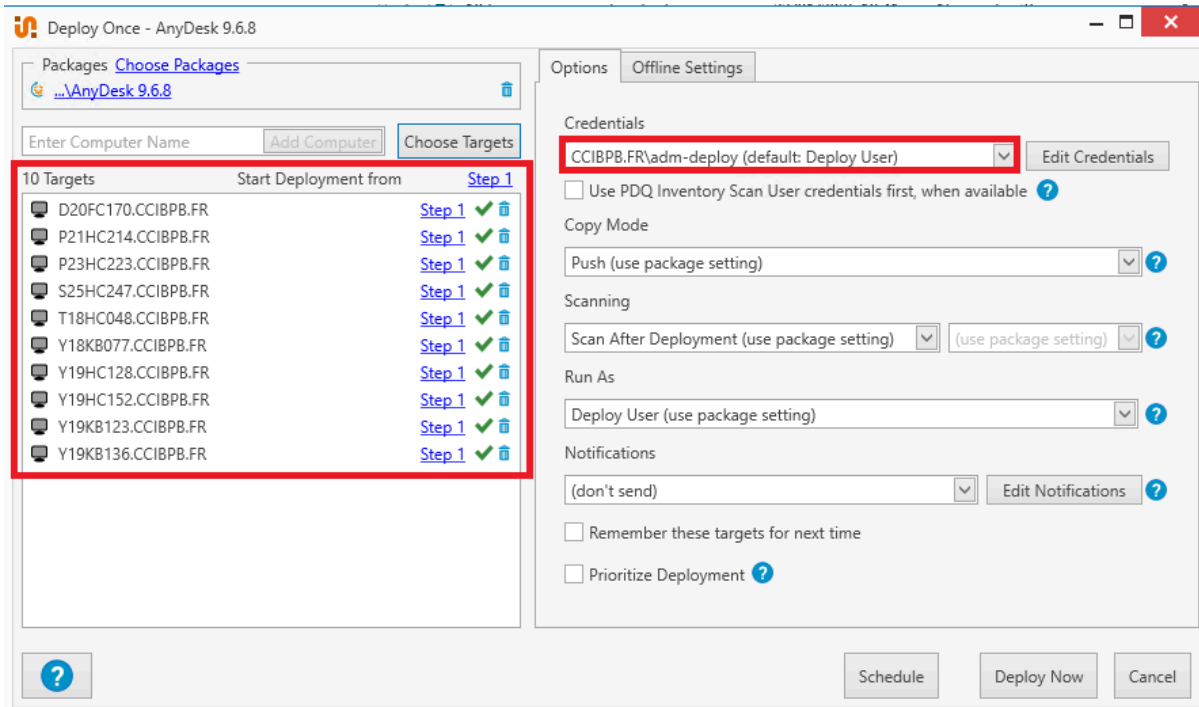 Deploy Once - AnyDesk 9.6.8
Packages Choose Packages
...\AnyDesk 9.6.8
Enter Computer Name Add Computer Choose Targets
10 Targets Start Deployment from Step 1
D20FC170.CCIBPB.FR Step 1
P21HC214.CCIBPB.FR Step 1
P23HC223.CCIBPB.FR Step 1
S25HC247.CCIBPB.FR Step 1
T18HC048.CCIBPB.FR Step 1
Y18KB077.CCIBPB.FR Step 1
Y19HC128.CCIBPB.FR Step 1
Y19HC152.CCIBPB.FR Step 1
Y19KB123.CCIBPB.FR Step 1
Y19KB136.CCIBPB.FR Step 1
?
Options Offline Settings
Credentials
CCIBPB.FR\adm-deploy (default: Deploy User) Edit Credentials
Use PDQ Inventory Scan User credentials first, when available ?
Copy Mode
Push (use package setting) ?
Scanning
Scan After Deployment (use package setting) (use package setting) ?
Run As
Deploy User (use package setting) ?
Notifications
(don't send) Edit Notifications ?
Remember these targets for next time
Prioritize Deployment ?
Schedule Deploy Now Cancel